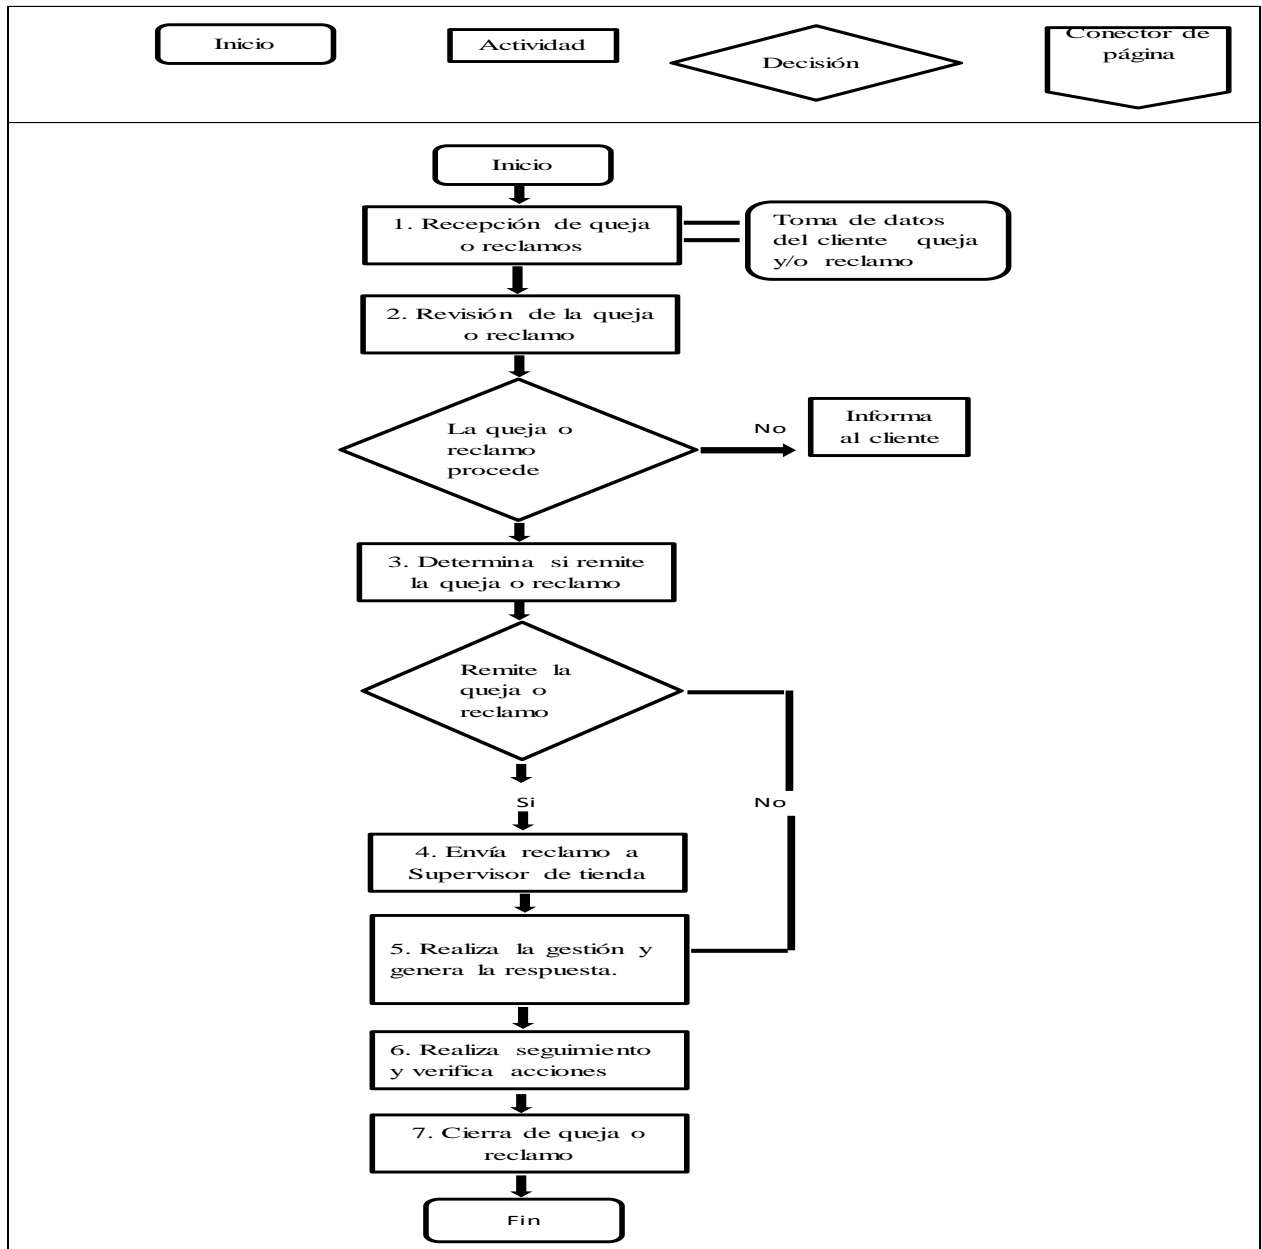 Inicio
Actividad
Decisión
Conector de
página
Inicio
1. Recepción de queja
o reclamos
Toma de datos
del cliente queja
y/o reclamo
2. Revisión de la queja
o reclamo
La queja o
reclamo
procede
No
Informa
al cliente
3. Determina si remite
la queja o reclamo
Remite la
queja o
reclamo
Si
No
4. Envía reclamo a
Supervisor de tienda
5. Realiza la gestión y
genera la respuesta.
6. Realiza seguimiento
y verifica acciones
7. Cierra de queja o
reclamo
Fin